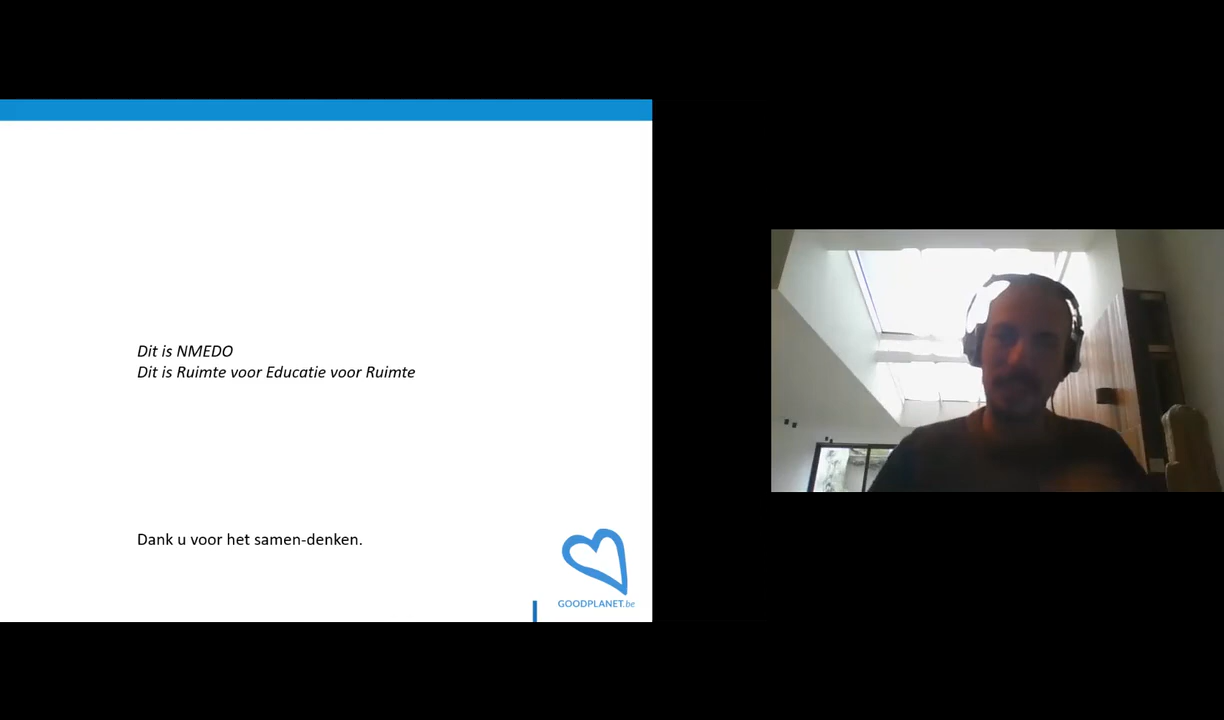 Dit is NMEDO
Dit is Ruimte voor Educatie voor Ruimte
Dank u voor het samen-denken.
GOODPLANET.be